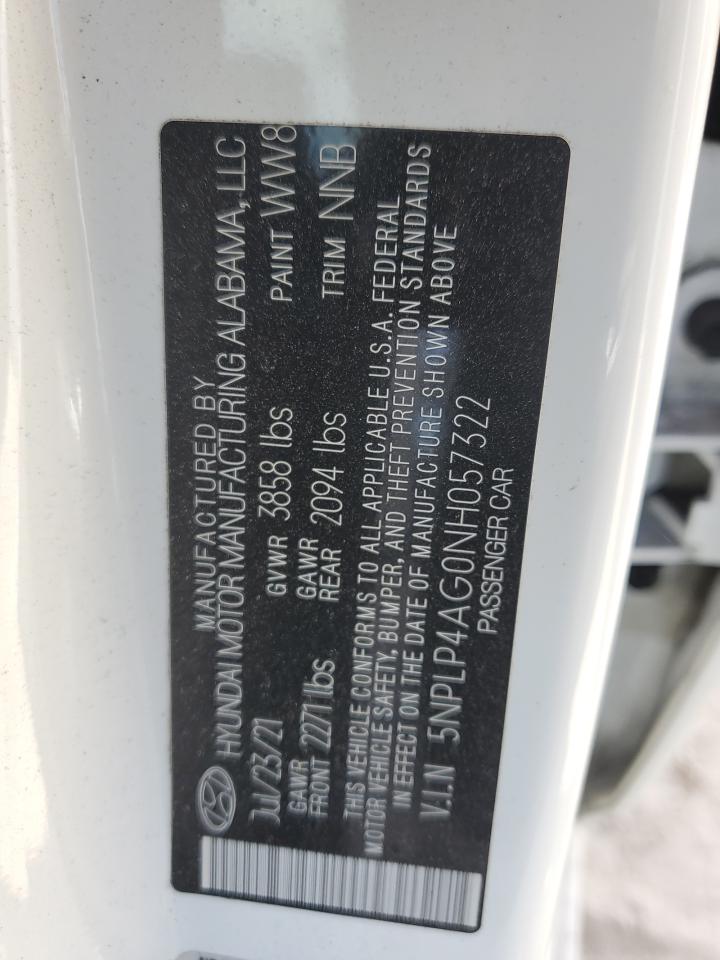 MANUFACTURED BY
HYUNDAI MOTOR MANUFACTURING ALABAMA, LLC
Jul/23/21 GVWR 3858 lbs PAINT WW8
GAWR FRONT 2271 lbs GAWR REAR 2094 lbs TRIM NNB
THIS VEHICLE CONFORMS TO ALL APPLICABLE U.S.A. FEDERAL
MOTOR VEHICLE SAFETY, BUMPER, AND THEFT PREVENTION STANDARDS
IN EFFECT ON THE DATE OF MANUFACTURE SHOWN ABOVE
V.I.N 5NPLP4AG0NH057322
PASSENGER CAR